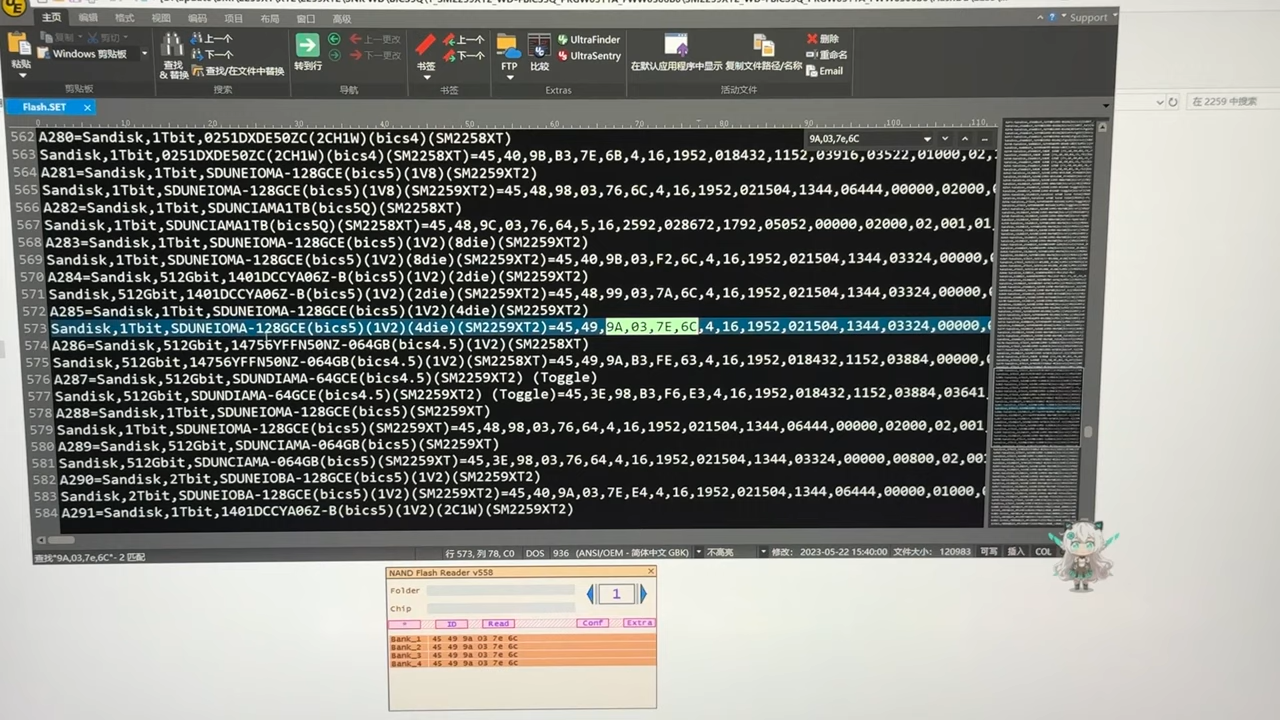 主页 编辑 格式 视图 编码 项目 布局 窗口 高级 Support
粘贴 复制 剪切 Windows 剪贴板 剪贴板
查找 & 替换 上一个 下一个 查找/在文件中替换 搜索
转到行 上一更改 下一更改 导航
书签 上一个 下一个 书签
FTP 比较 UltraFinder UltraSentry Extras
在默认应用程序中显示 复制文件路径/名称 删除 重命名 Email 活动文件
Flash.SET
在 2259 中搜索
9A,03,7e,6C
562 A280=Sandisk,1Tbit,0251DXDE50ZC(2CH1W)(bics4)(SM2258XT)
563 Sandisk,1Tbit,0251DXDE50ZC(2CH1W)(bics4)(SM2258XT)=45,40,9B,B3,7E,6B,4,16,1952,018432,1152,03916,03522,01000,02,
564 A281=Sandisk,1Tbit,SDUNEIOMA-128GCE(bics5)(1V8)(SM2259XT2)
565 Sandisk,1Tbit,SDUNEIOMA-128GCE(bics5)(1V8)(SM2259XT2)=45,48,98,03,76,6C,4,16,1952,021504,1344,06444,00000,02000,
566 A282=Sandisk,1Tbit,SDUNCIAMA1TB(bics5)(SM2258XT)
567
568 A283=Sandisk,1Tbit,SDUNEIOMA-128GCE(bics5)(1V2)(8die)(SM2259XT2)
569 Sandisk,1Tbit,SDUNEIOMA-128GCE(bics5)(1V2)(8die)(SM2259XT2)=45,40,9B,03,F2,6C,4,16,1952,021504,1344,03324,00000,0
570 A284=Sandisk,512Gbit,1401DCCYA06Z-B(bics5)(1V2)(2die)(SM2259XT2)
571 Sandisk,512Gbit,1401DCCYA06Z-B(bics5)(1V2)(2die)(SM2259XT2)=45,48,99,03,7A,6C,4,16,1952,021504,1344,03324,00000,
572 A285=Sandisk,1Tbit,SDUNEIOMA-128GCE(bics5)(1V2)(4die)(SM2259XT2)
573 Sandisk,1Tbit,SDUNEIOMA-128GCE(bics5)(1V2)(4die)(SM2259XT2)=45,49,9A,03,7E,6C,4,16,1952,021504,1344,03324,00000,0
574 A286=Sandisk,512Gbit,14756YFFN50NZ-064GB(bics4.5)(1V2)(SM2258XT)
575 Sandisk,512Gbit,14756YFFN50NZ-064GB(bics4.5)(1V2)(SM2258XT)=45,49,9A,B3,FE,63,4,15,1952,018432,1152,03884,00000,0
576 A287=Sandisk,512Gbit,SDUNDIAMA-64GCE(bics4.5)(SM2259XT2) (Toggle)
577 Sandisk,512Gbit,SDUNDIAMA-64GCE(bics4.5)(SM2259XT2) (Toggle)=45,3E,98,B3,F6,E3,4,16,1952,018432,1152,03884,03641,
578 A288=Sandisk,1Tbit,SDUNEIOMA-128GCE(bics5)(SM2259XT)
579 Sandisk,1Tbit,SDUNEIOMA-128GCE(bics5)(SM2259XT)=45,48,98,03,76,64,4,16,1952,021504,1344,06444,00000,02000,02,001,
580 A289=Sandisk,512Gbit,SDUNCIAMA-064GB(bics5)(SM2259XT)
581 Sandisk,512Gbit,SDUNCIAMA-064GB(bics5)(SM2259XT)=45,3E,98,03,76,64,4,16,1952,021504,1344,03324,00000,00800,02,00
582 A290=Sandisk,2Tbit,SDUNEIOBA-128GCE(bics5)(1V2)(SM2259XT2)
583 Sandisk,2Tbit,SDUNEIOBA-128GCE(bics5)(1V2)(SM2259XT2)=45,40,9A,03,7E,E4,4,16,1952,021504,1344,06444,00000,01000,0
584 A291=Sandisk,1Tbit,1401DCCYA06Z-B(bics5)(1V2)(2C1W)(SM2259XT2)
查找"9A,03,7e,6C"- 2 匹配 行 573, 列 78, C0 DOS 936 (ANSI/OEM - 简体中文 GBK) 不高亮 修改: 2023-05-22 15:40:00 文件大小: 120983 可写 插入 COL
NAND Flash Reader v558
Folder
Chip
1
* ID Read Conf Extra
Bank_1 45 49 9a 03 7e 6c
Bank_2 45 49 9a 03 7e 6c
Bank_3 45 49 9a 03 7e 6c
Bank_4 45 49 9a 03 7e 6c